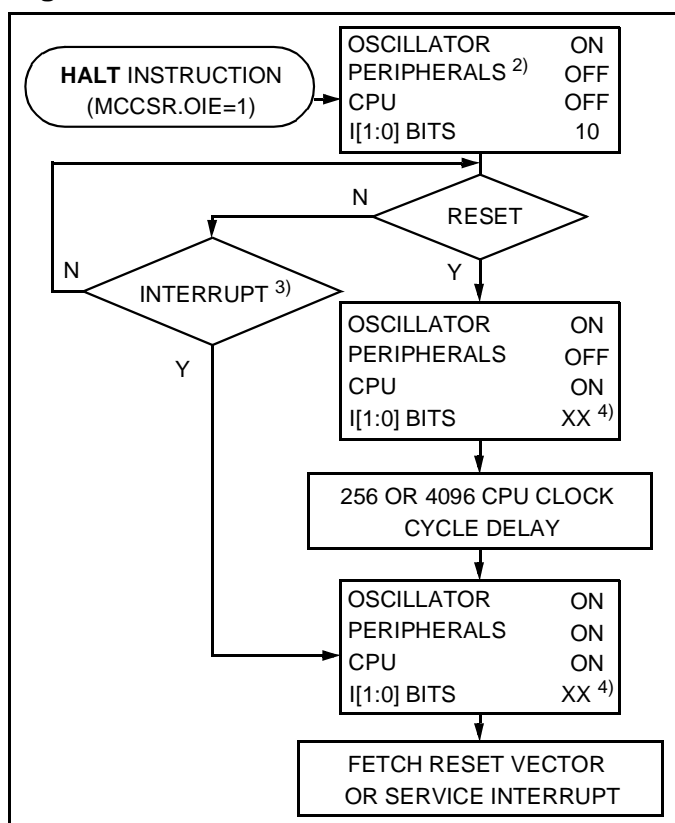 HALT INSTRUCTION
(MCCSR.OIE=1)
OSCILLATOR ON
PERIPHERALS 2) OFF
CPU OFF
I[1:0] BITS 10
RESET
N
Y
INTERRUPT 3)
N
Y
OSCILLATOR ON
PERIPHERALS OFF
CPU ON
I[1:0] BITS XX 4)
256 OR 4096 CPU CLOCK
CYCLE DELAY
OSCILLATOR ON
PERIPHERALS ON
CPU ON
I[1:0] BITS XX 4)
FETCH RESET VECTOR
OR SERVICE INTERRUPT